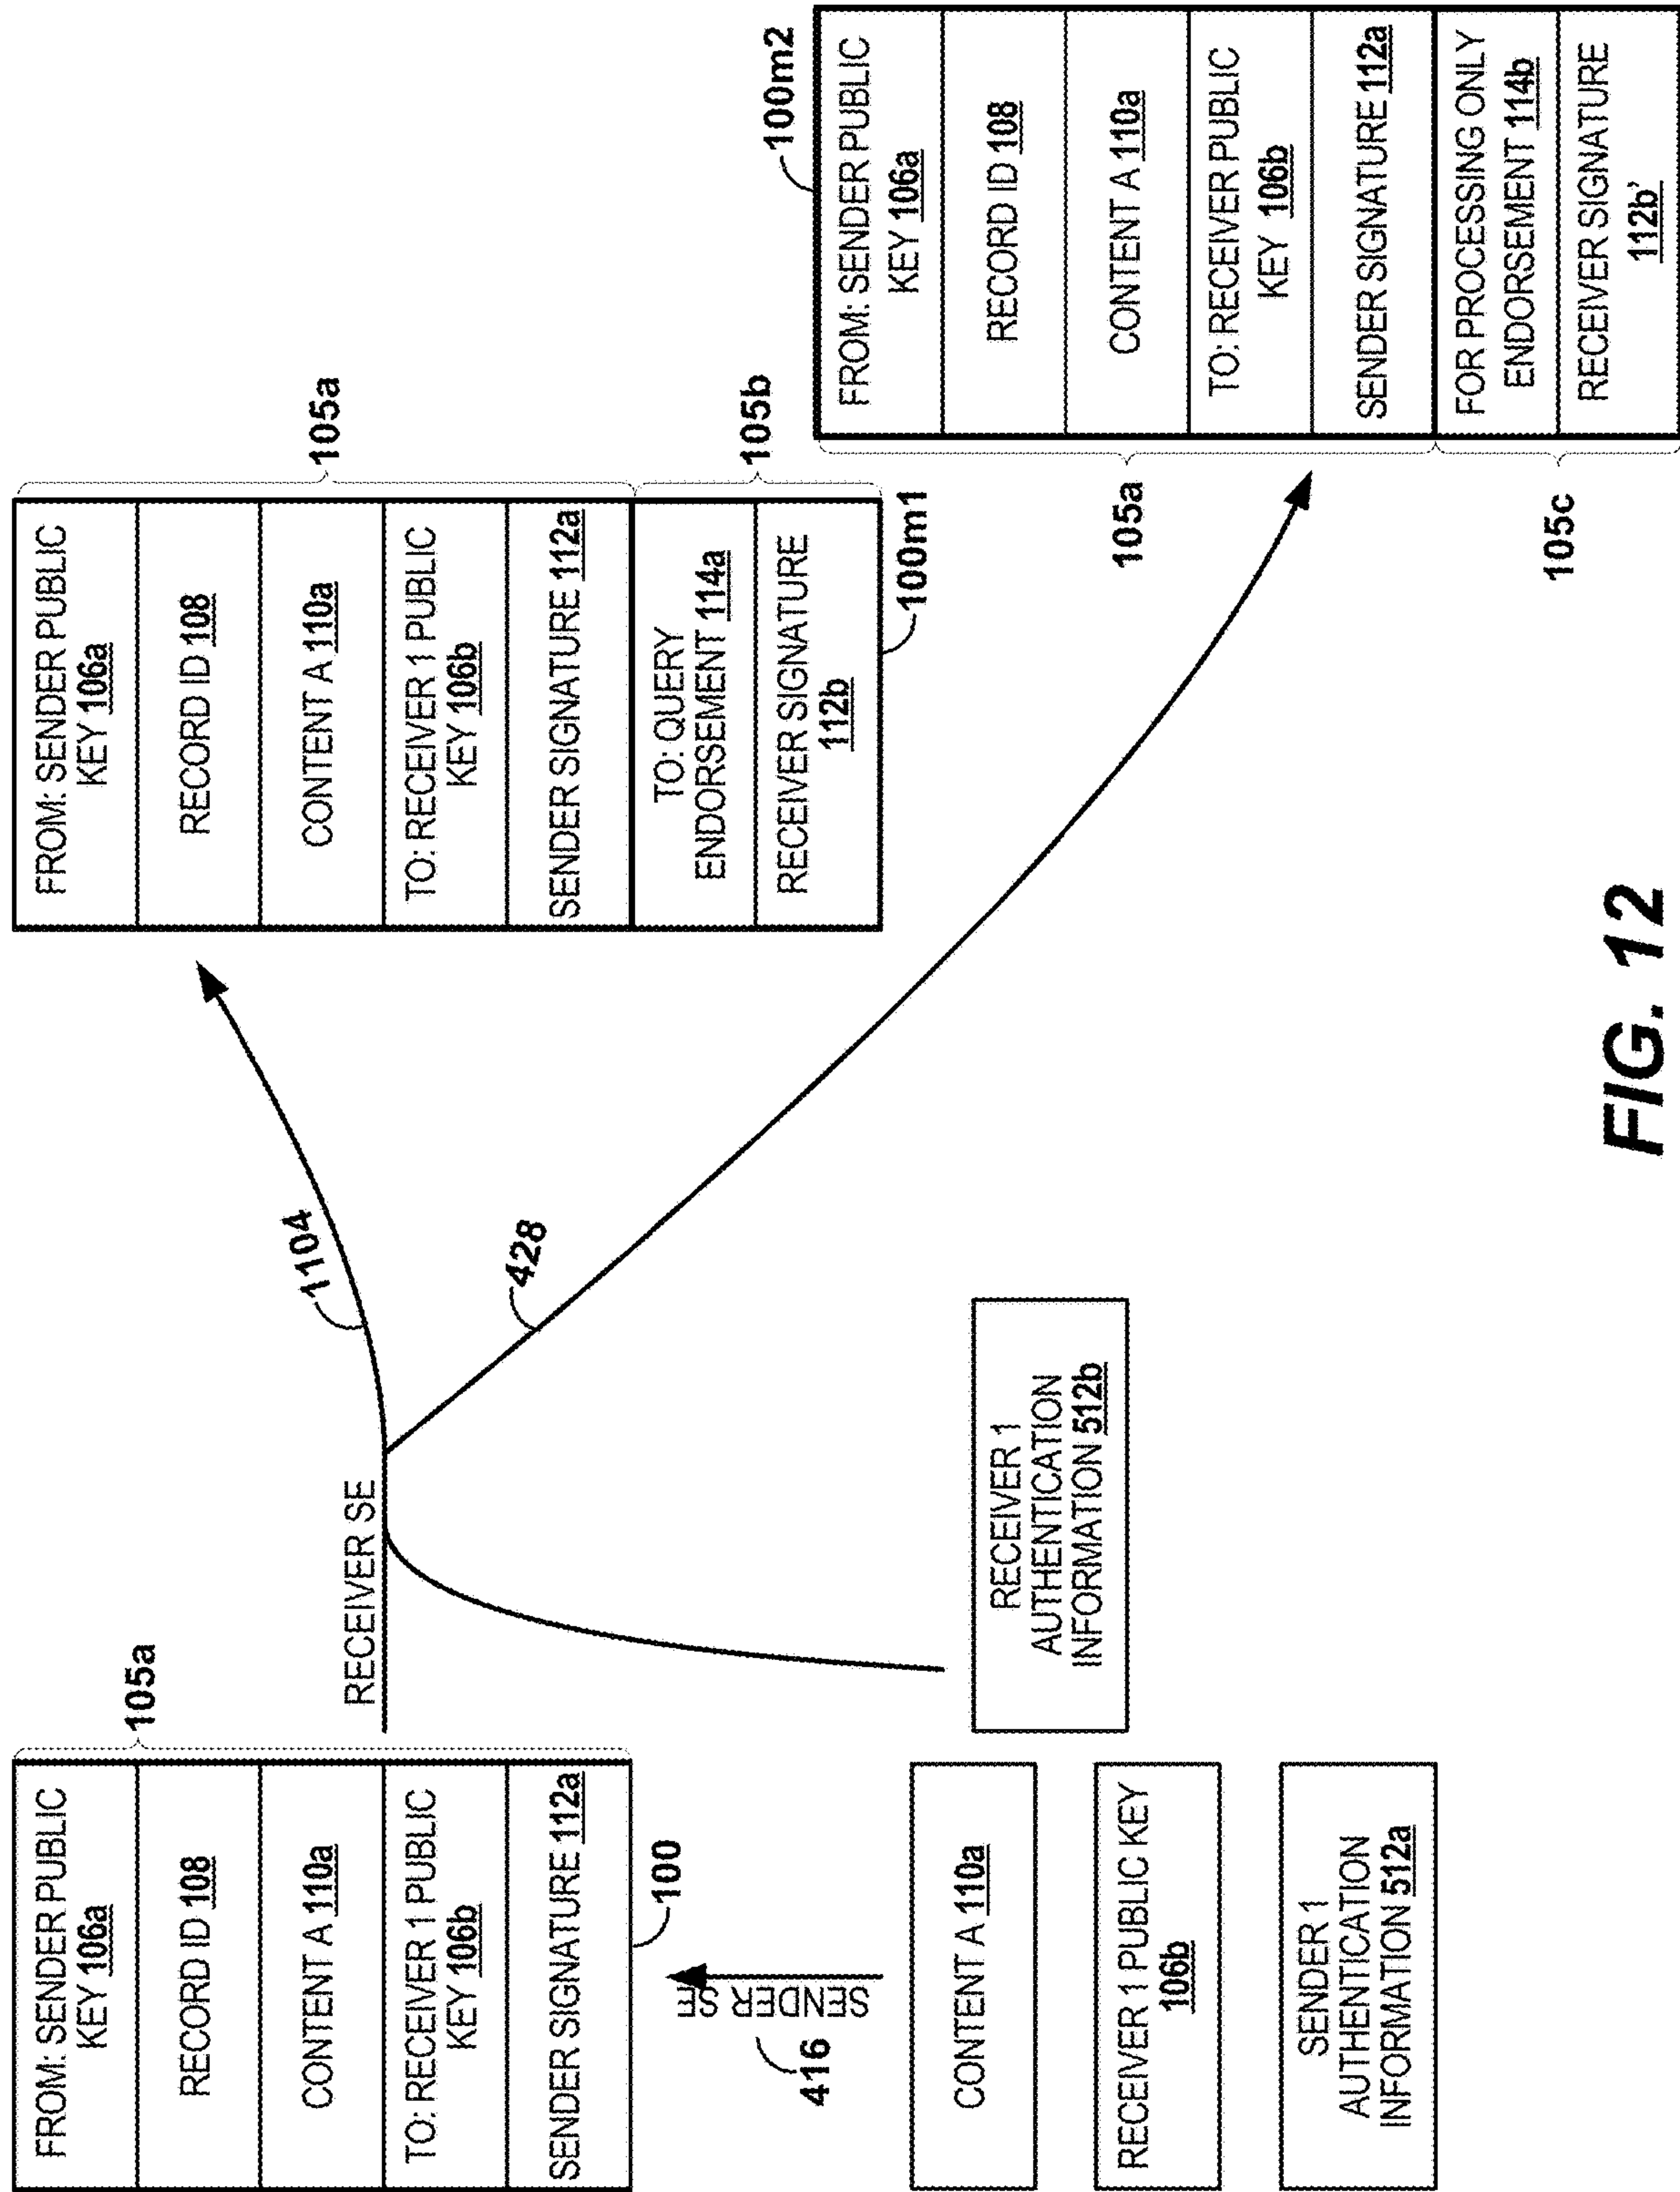 FROM: SENDER PUBLIC
KEY 106a
RECORD ID 108
CONTENT A 110a
TO: RECEIVER 1 PUBLIC
KEY 106b
SENDER SIGNATURE 112a
105a
100
SENDER SE
416
CONTENT A 110a
RECEIVER 1 PUBLIC KEY
106b
SENDER 1
AUTHENTICATION
INFORMATION 512a
RECEIVER SE
RECEIVER 1
AUTHENTICATION
INFORMATION 512b
1104
428
FROM: SENDER PUBLIC
KEY 106a
RECORD ID 108
CONTENT A 110a
TO: RECEIVER 1 PUBLIC
KEY 106b
SENDER SIGNATURE 112a
TO: QUERY
ENDORSEMENT 114a
RECEIVER SIGNATURE
112b
105a
105b
100m1
100m2
FROM: SENDER PUBLIC
KEY 106a
RECORD ID 108
CONTENT A 110a
TO: RECEIVER PUBLIC
KEY 106b
SENDER SIGNATURE 112a
FOR PROCESSING ONLY
ENDORSEMENT 114b
RECEIVER SIGNATURE
112b'
105a
105c
FIG. 12